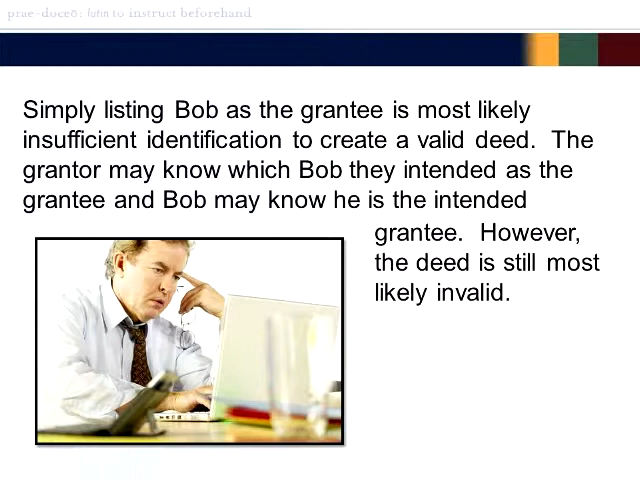 prae-doceō: latin to instruct beforehand
Simply listing Bob as the grantee is most likely
insufficient identification to create a valid deed.  The
grantor may know which Bob they intended as the
grantee and Bob may know he is the intended
grantee.  However,
the deed is still most
likely invalid.